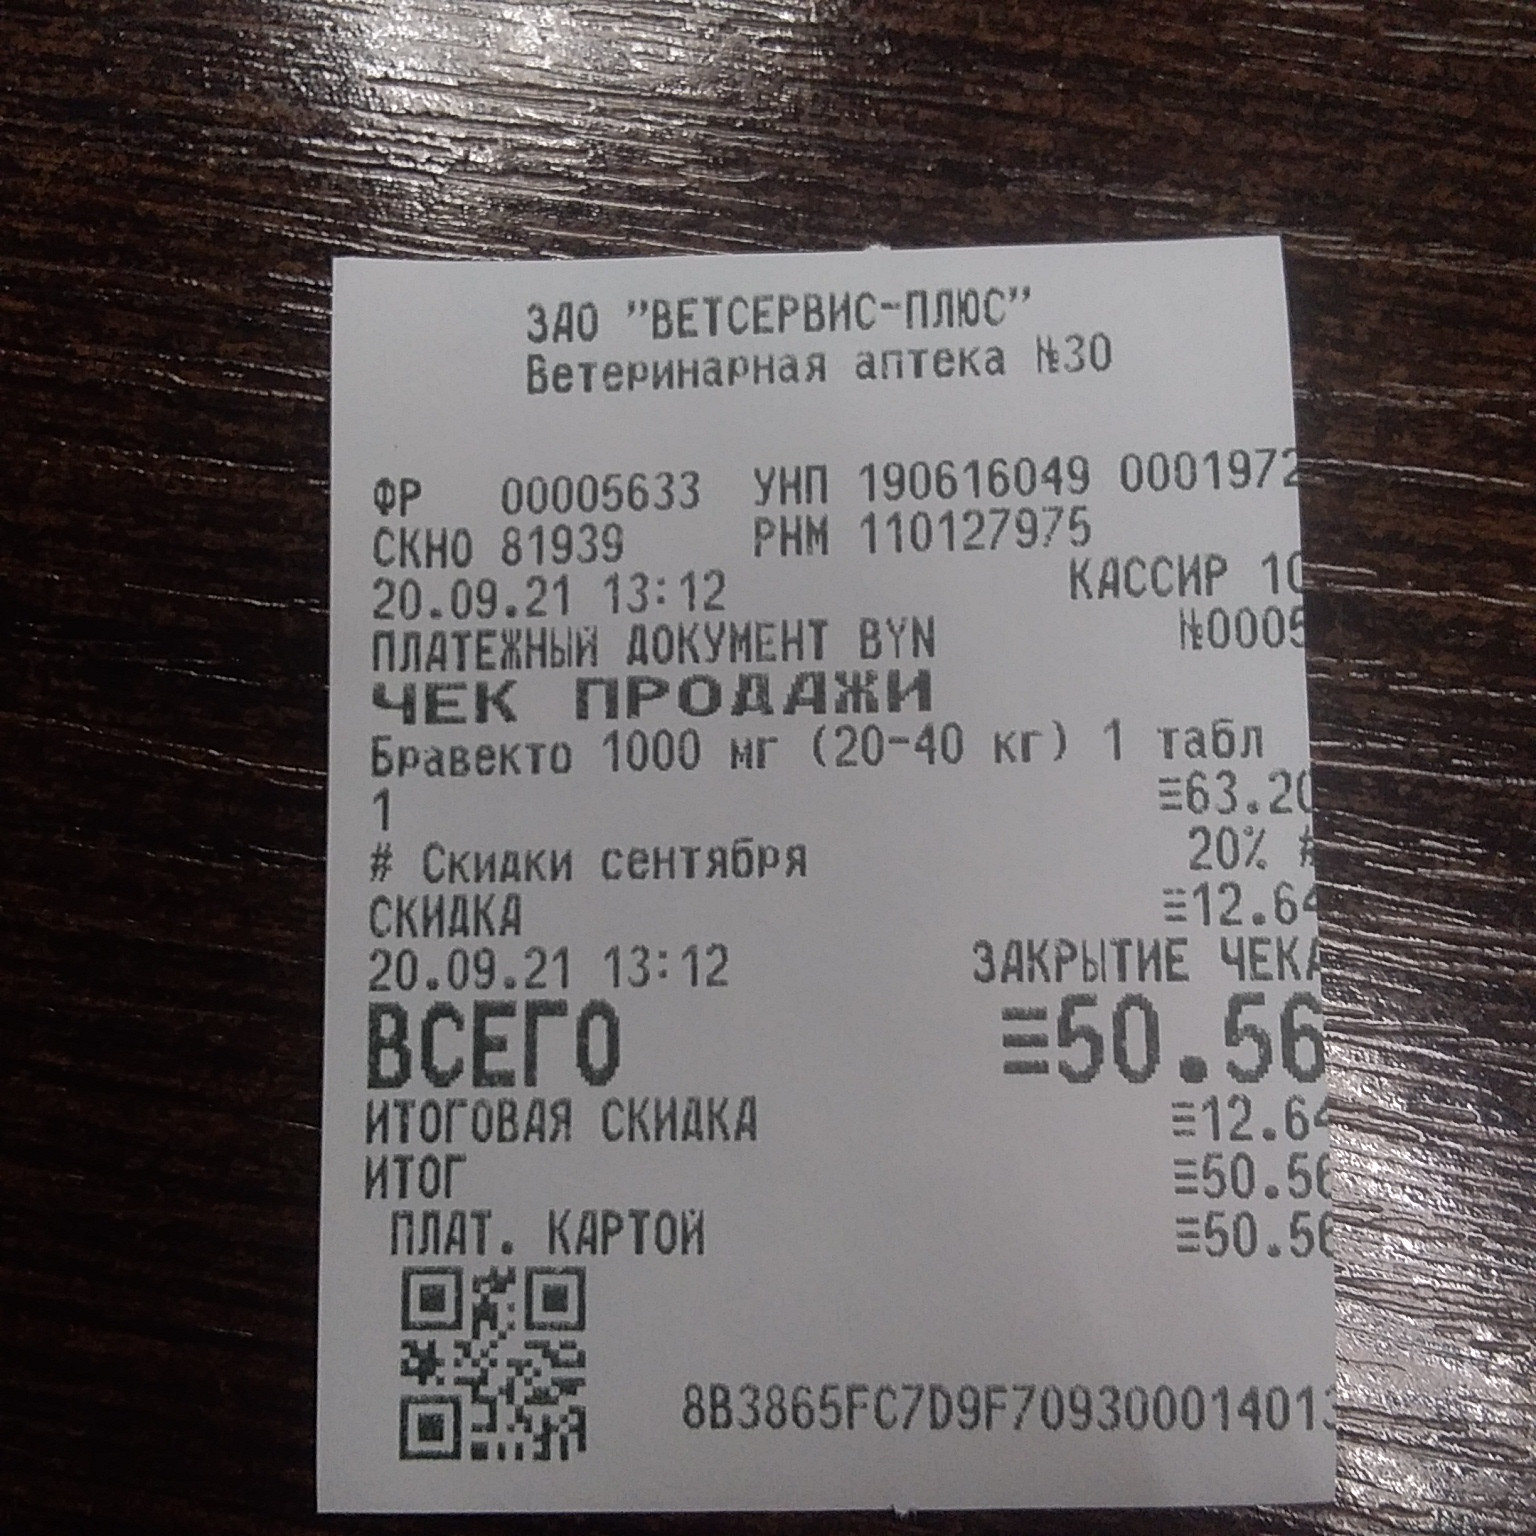 ЗАО "ВЕТСЕРВИС-ПЛЮС"
Ветеринарная аптека №30
ФР 00005633 УНП 190616049 0001972
СКНО 81939 РНМ 110127975
20.09.21 13:12 КАССИР 10
ПЛАТЕЖНЫЙ ДОКУМЕНТ BYN №0005
ЧЕК ПРОДАЖИ
Бравекто 1000 мг (20-40 кг) 1 табл
1 ≡63.20
# Скидки сентября 20% #
СКИДКА ≡12.64
20.09.21 13:12 ЗАКРЫТИЕ ЧЕКА
ВСЕГО ≡50.56
ИТОГОВАЯ СКИДКА ≡12.64
ИТОГ ≡50.56
ПЛАТ. КАРТОЙ ≡50.56
8B3865FC7D9F709300014013